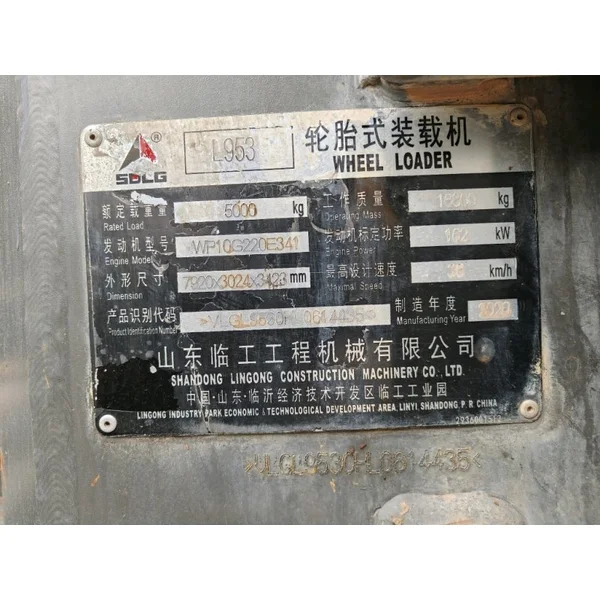 SDLG ®
L953
轮胎式装载机
WHEEL LOADER
额定载重量 5000 kg
Rated Load
工作质量 kg
Operating Mass
发动机型号 WP10G220E341
Engine Model
发动机标定功率 162 kW
Engine Power
外形尺寸 7920x3024x3423 mm
Dimension
最高设计速度 38 km/h
Maximal Speed
产品识别代码
Product Identification Number
制造年度
Manufacturing Year
山东临工工程机械有限公司
SHANDONG LINGONG CONSTRUCTION MACHINERY CO., LTD.
中国·山东·临沂经济技术开发区临工工业园
LINGONG INDUSTRY PARK ECONOMIC & TECHNOLOGICAL DEVELOPMENT AREA, LINYI, SHANDONG, P. R. CHINA